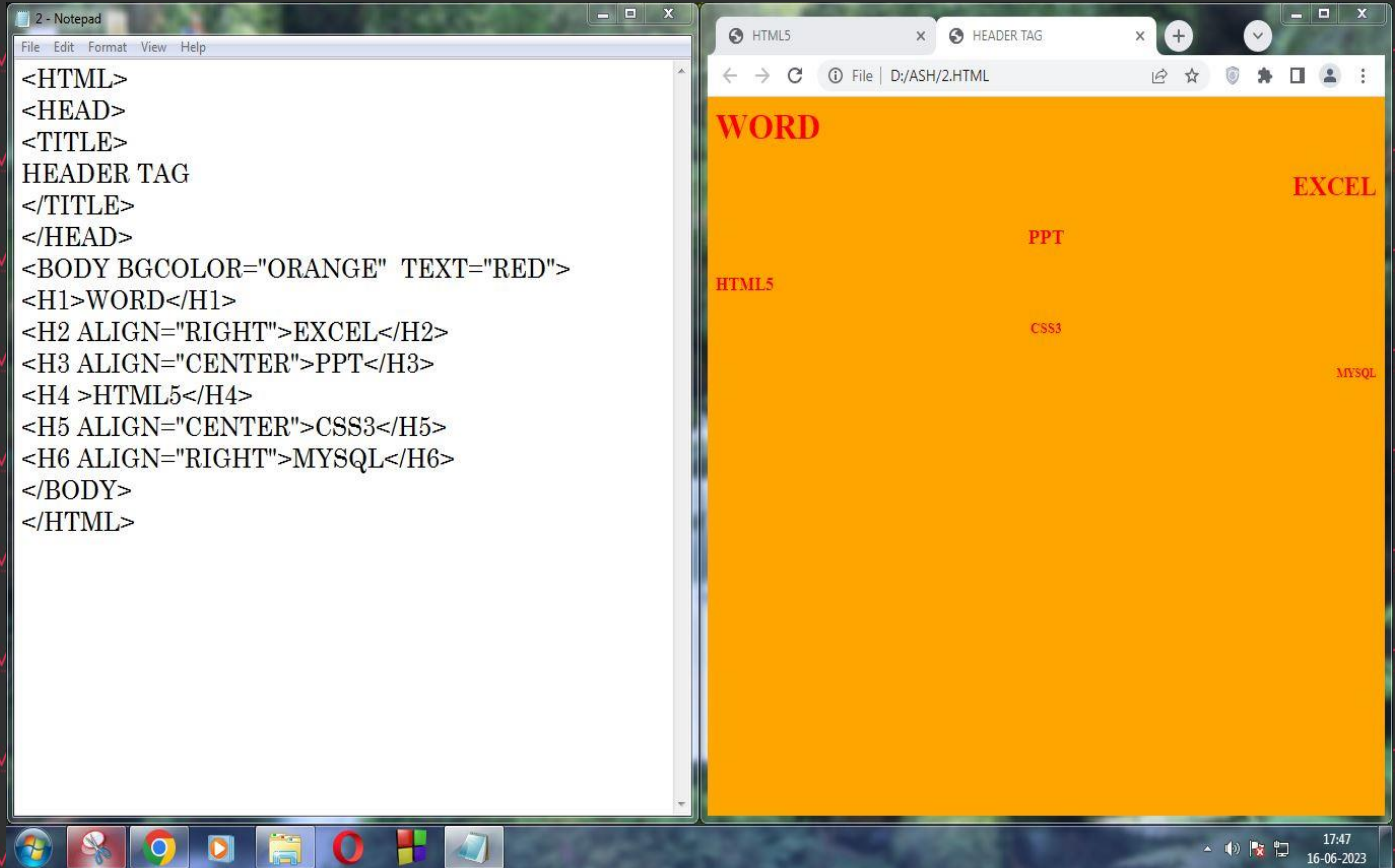 2 - Notepad
File Edit Format View Help
<HTML>
<HEAD>
<TITLE>
HEADER TAG
</TITLE>
</HEAD>
<BODY BGCOLOR="ORANGE"  TEXT="RED">
<H1>WORD</H1>
<H2 ALIGN="RIGHT">EXCEL</H2>
<H3 ALIGN="CENTER">PPT</H3>
<H4 >HTML5</H4>
<H5 ALIGN="CENTER">CSS3</H5>
<H6 ALIGN="RIGHT">MYSQL</H6>
</BODY>
</HTML>
HTML5
HEADER TAG
File D:/ASH/2.HTML
WORD
EXCEL
PPT
HTML5
CSS3
MYSQL
17:47
16-06-2023